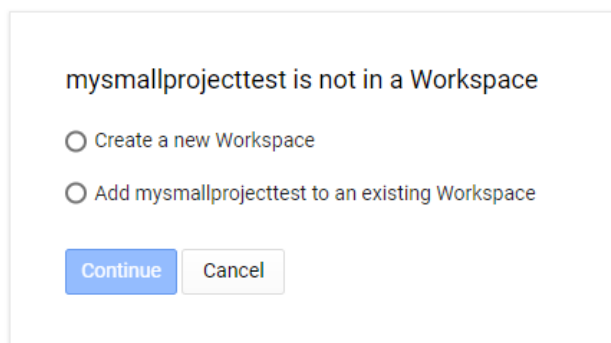 mysmallprojecttest is not in a Workspace
Create a new Workspace
Add mysmallprojecttest to an existing Workspace
Continue
Cancel